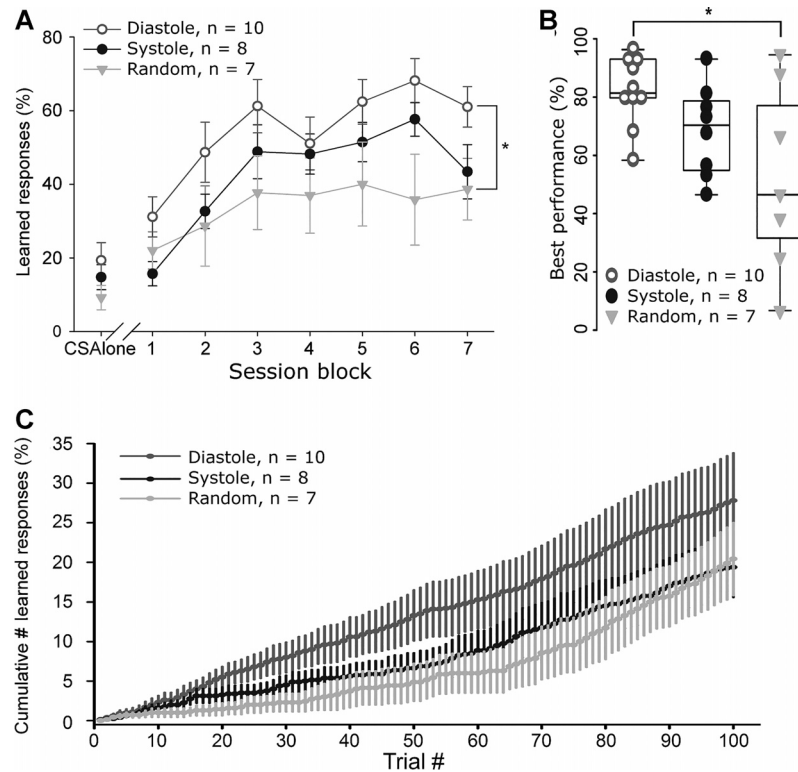 A
Diastole, n = 10
Systole, n = 8
Random, n = 7
Learned responses (%)
80
60
40
20
0
*
CSAlone 1 2 3 4 5 6 7
Session block
B
*
Best performance (%)
100
80
60
40
20
0
Diastole, n = 10
Systole, n = 8
Random, n = 7
C
Cumulative # learned responses (%)
35
30
25
20
15
10
5
0
Diastole, n = 10
Systole, n = 8
Random, n = 7
0 10 20 30 40 50 60 70 80 90 100
Trial #